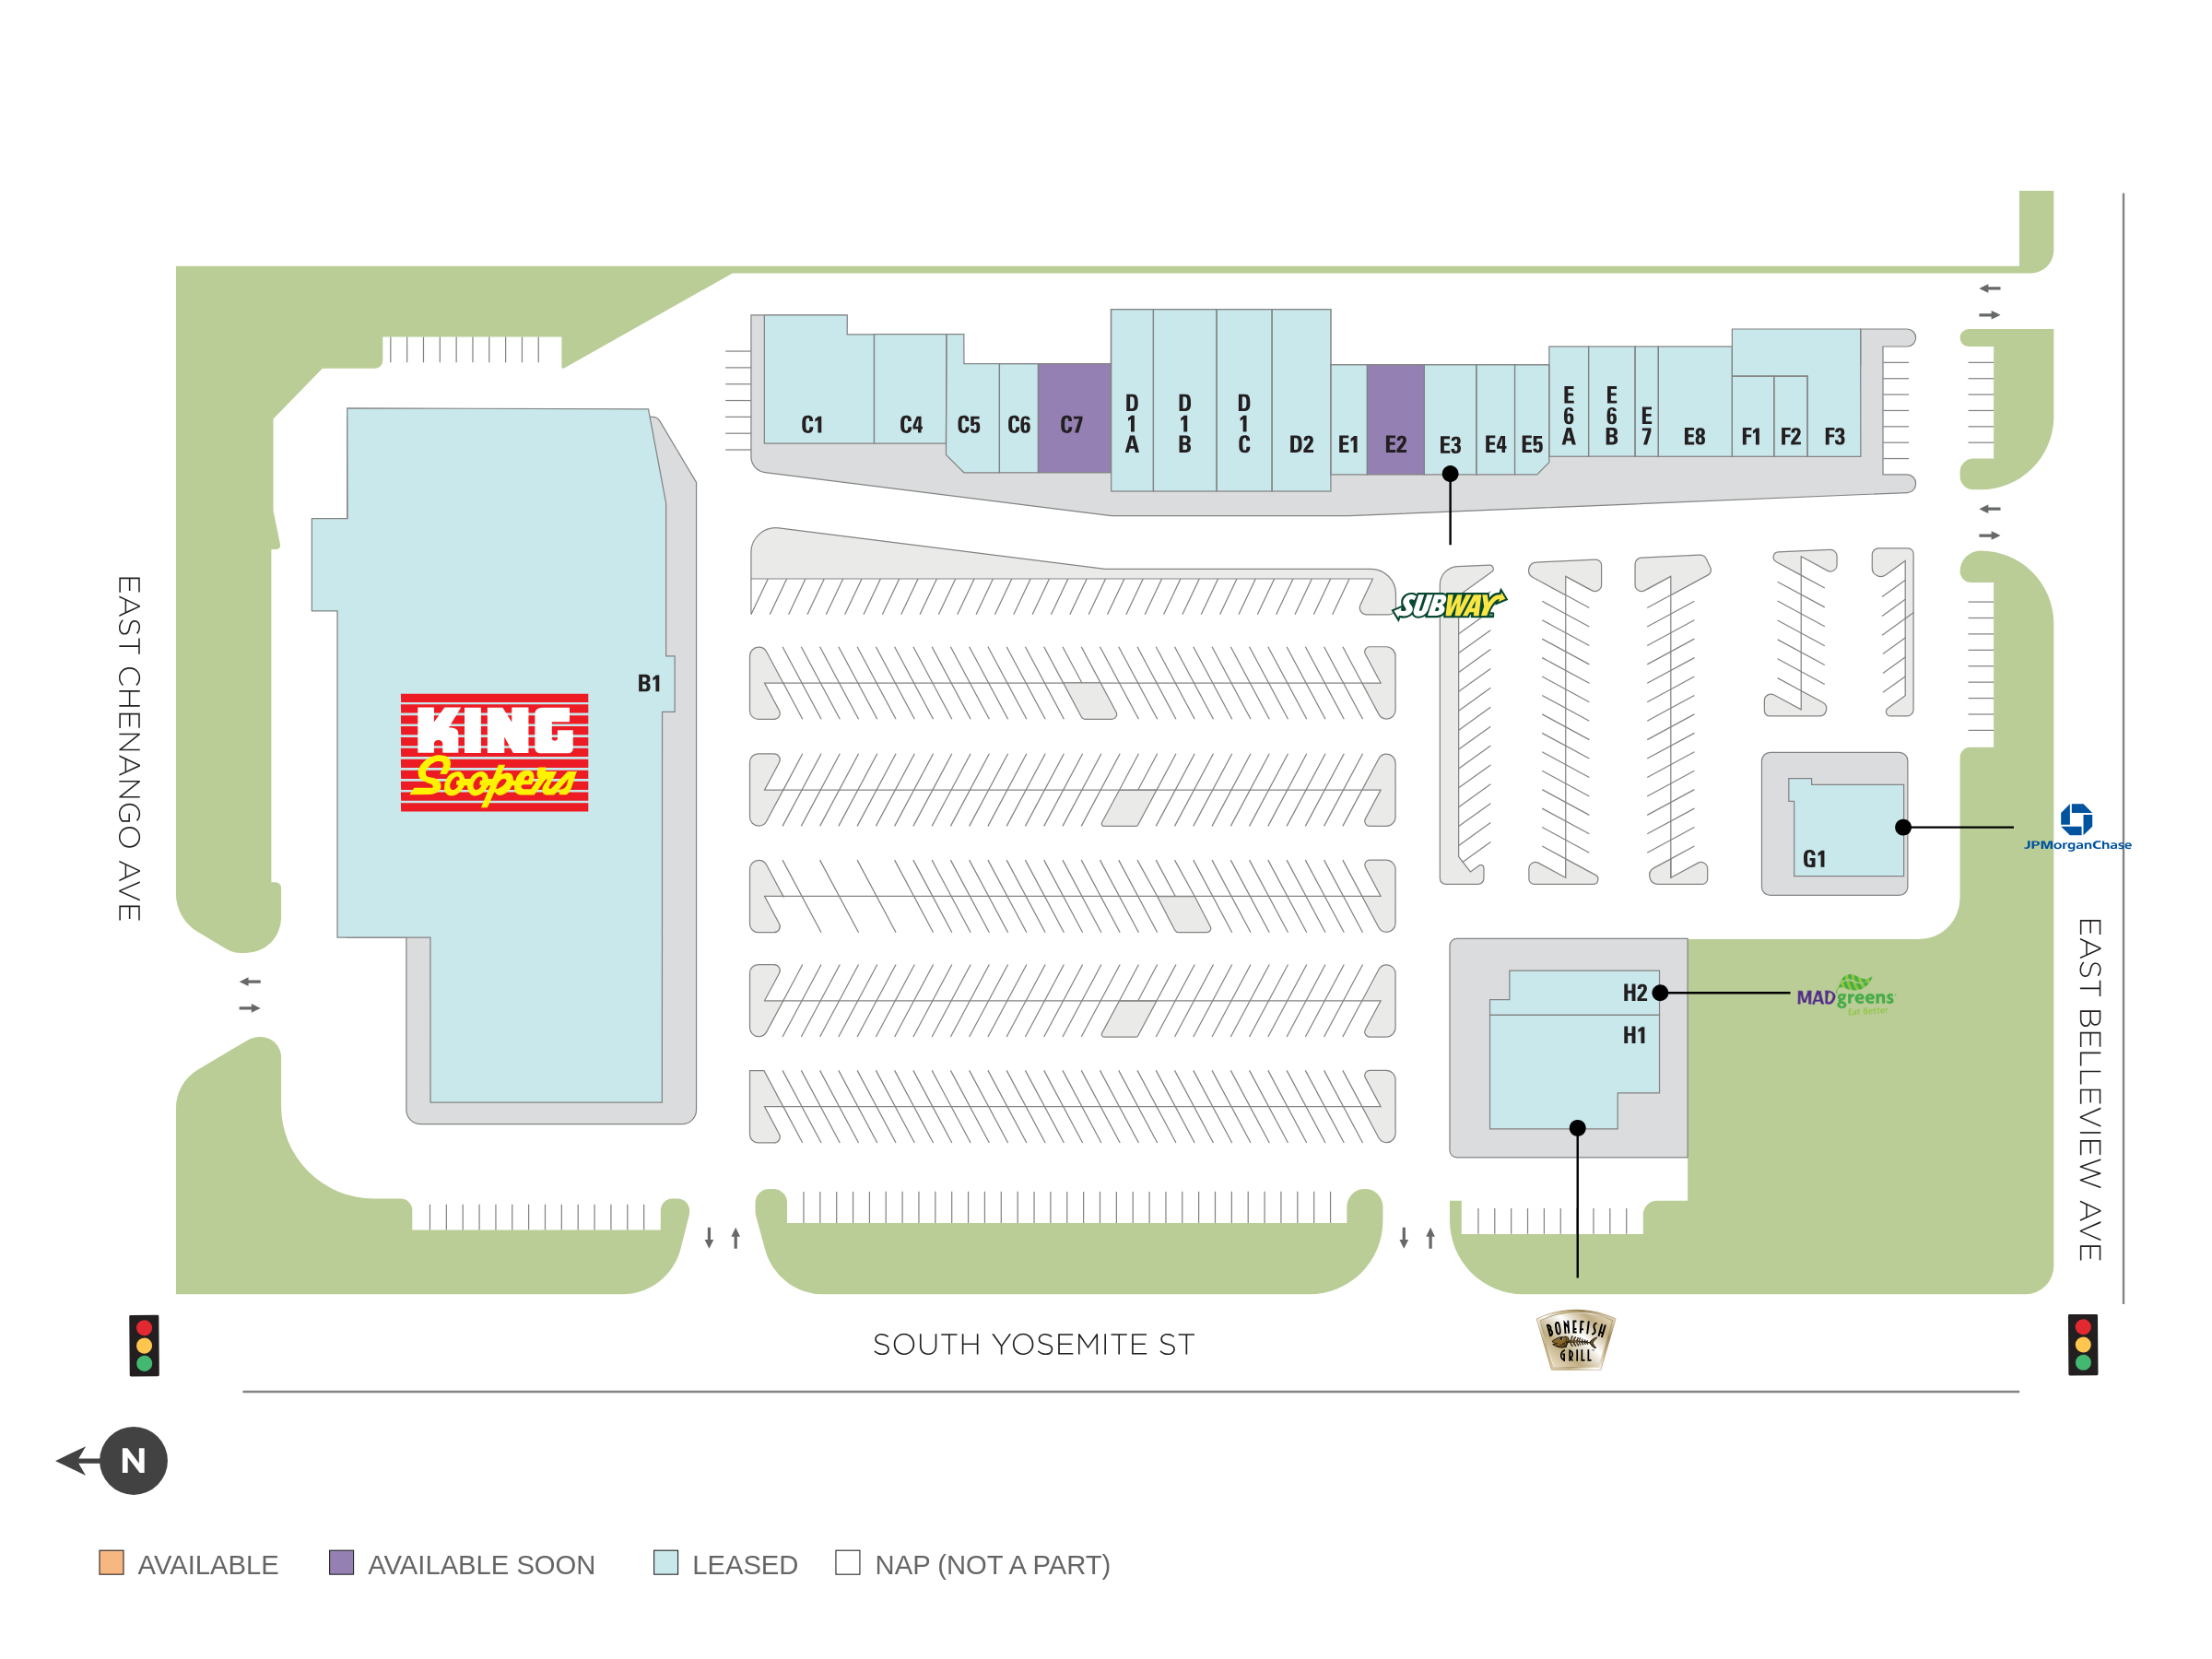 C1
C4
C5
C6
C7
D1A
D1B
D1C
D2
E1
E2
E3
E4
E5
E6A
E6B
E7
E8
F1
F2
F3
SUBWAY
B1
KING
Soopers
EAST CHENANGO AVE
G1
JPMorganChase
H2
H1
MADgreens
Eat Better
EAST BELLEVIEW AVE
SOUTH YOSEMITE ST
BONEFISH
GRILL
N
AVAILABLE
AVAILABLE SOON
LEASED
NAP (NOT A PART)